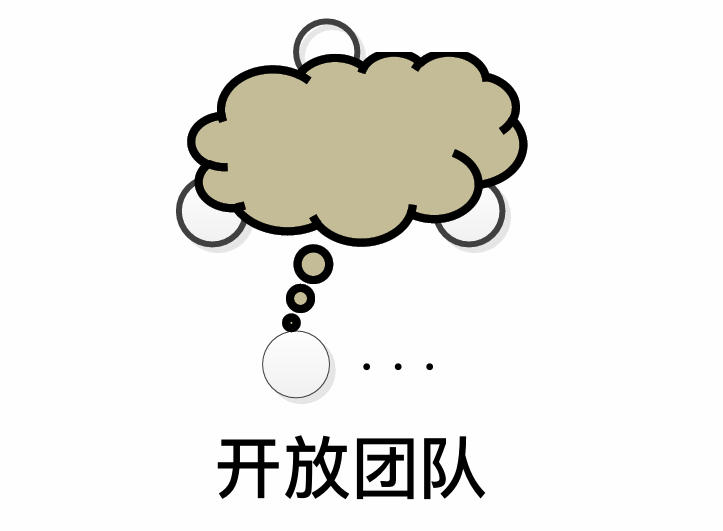 . . .
开放团队